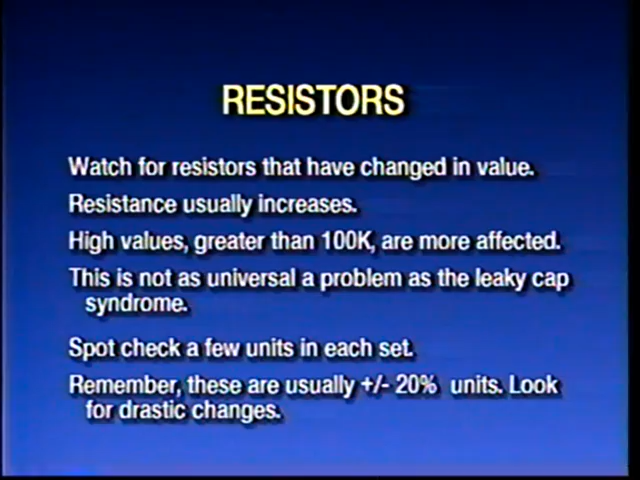 RESISTORS
Watch for resistors that have changed in value.
Resistance usually increases.
High values, greater than 100K, are more affected.
This is not as universal a problem as the leaky cap
syndrome.
Spot check a few units in each set.
Remember, these are usually +/- 20% units. Look
for drastic changes.